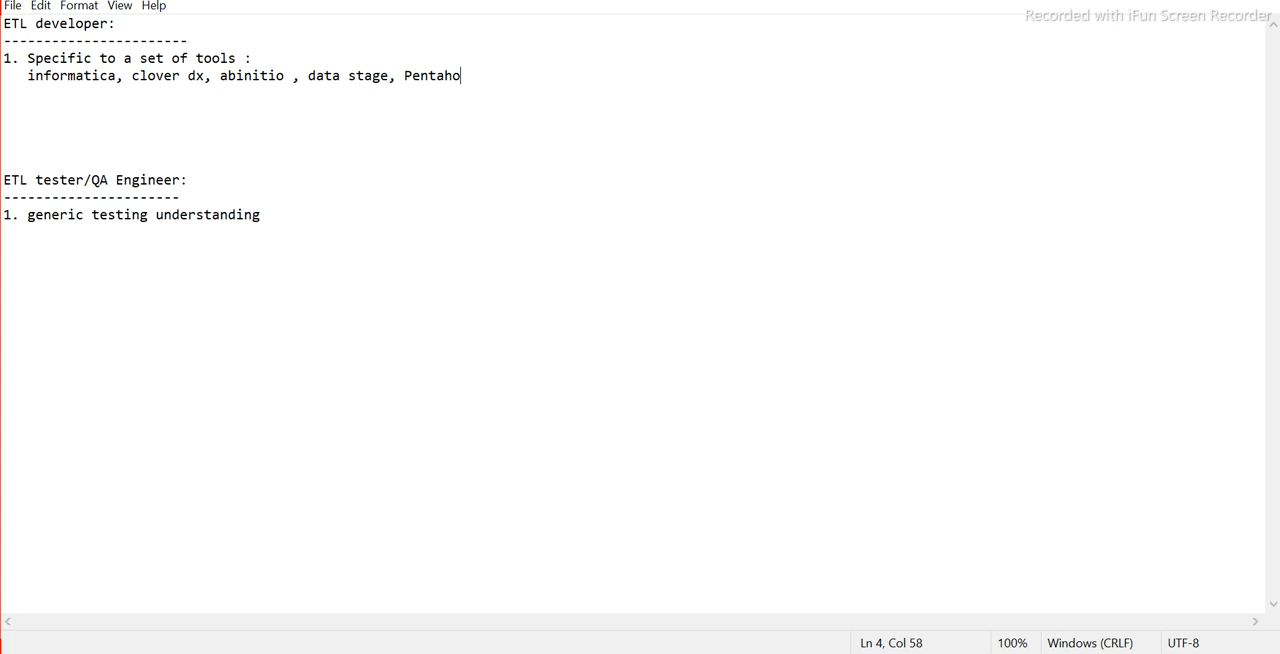 File Edit Format View Help
Recorded with iFun Screen Recorder
ETL developer:
-----------------------
1. Specific to a set of tools :
informatica, clover dx, abinitio , data stage, Pentaho
ETL tester/QA Engineer:
----------------------
1. generic testing understanding
Ln 4, Col 58 100% Windows (CRLF) UTF-8